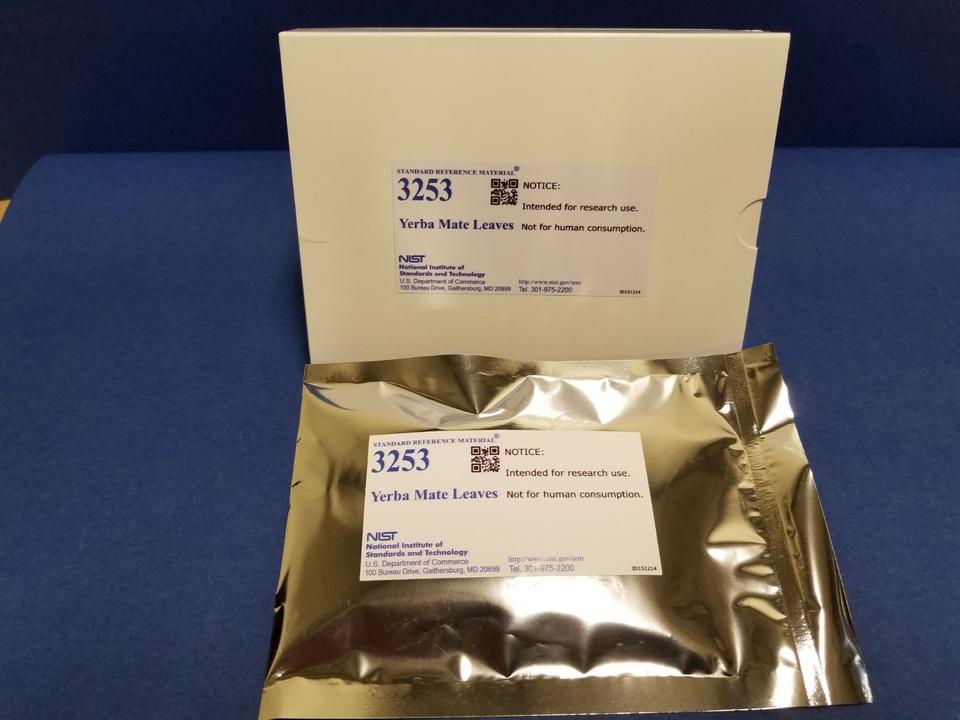 STANDARD REFERENCE MATERIAL®
3253
NOTICE:
Intended for research use.
Yerba Mate Leaves
Not for human consumption.
NIST
National Institute of
Standards and Technology
U.S. Department of Commerce
100 Bureau Drive, Gaithersburg, MD 20899
http://www.nist.gov/srm
Tel. 301-975-2200
ID151214
STANDARD REFERENCE MATERIAL®
3253
NOTICE:
Intended for research use.
Yerba Mate Leaves
Not for human consumption.
NIST
National Institute of
Standards and Technology
U.S. Department of Commerce
100 Bureau Drive, Gaithersburg, MD 20899
http://www.nist.gov/srm
Tel. 301-975-2200
ID151214